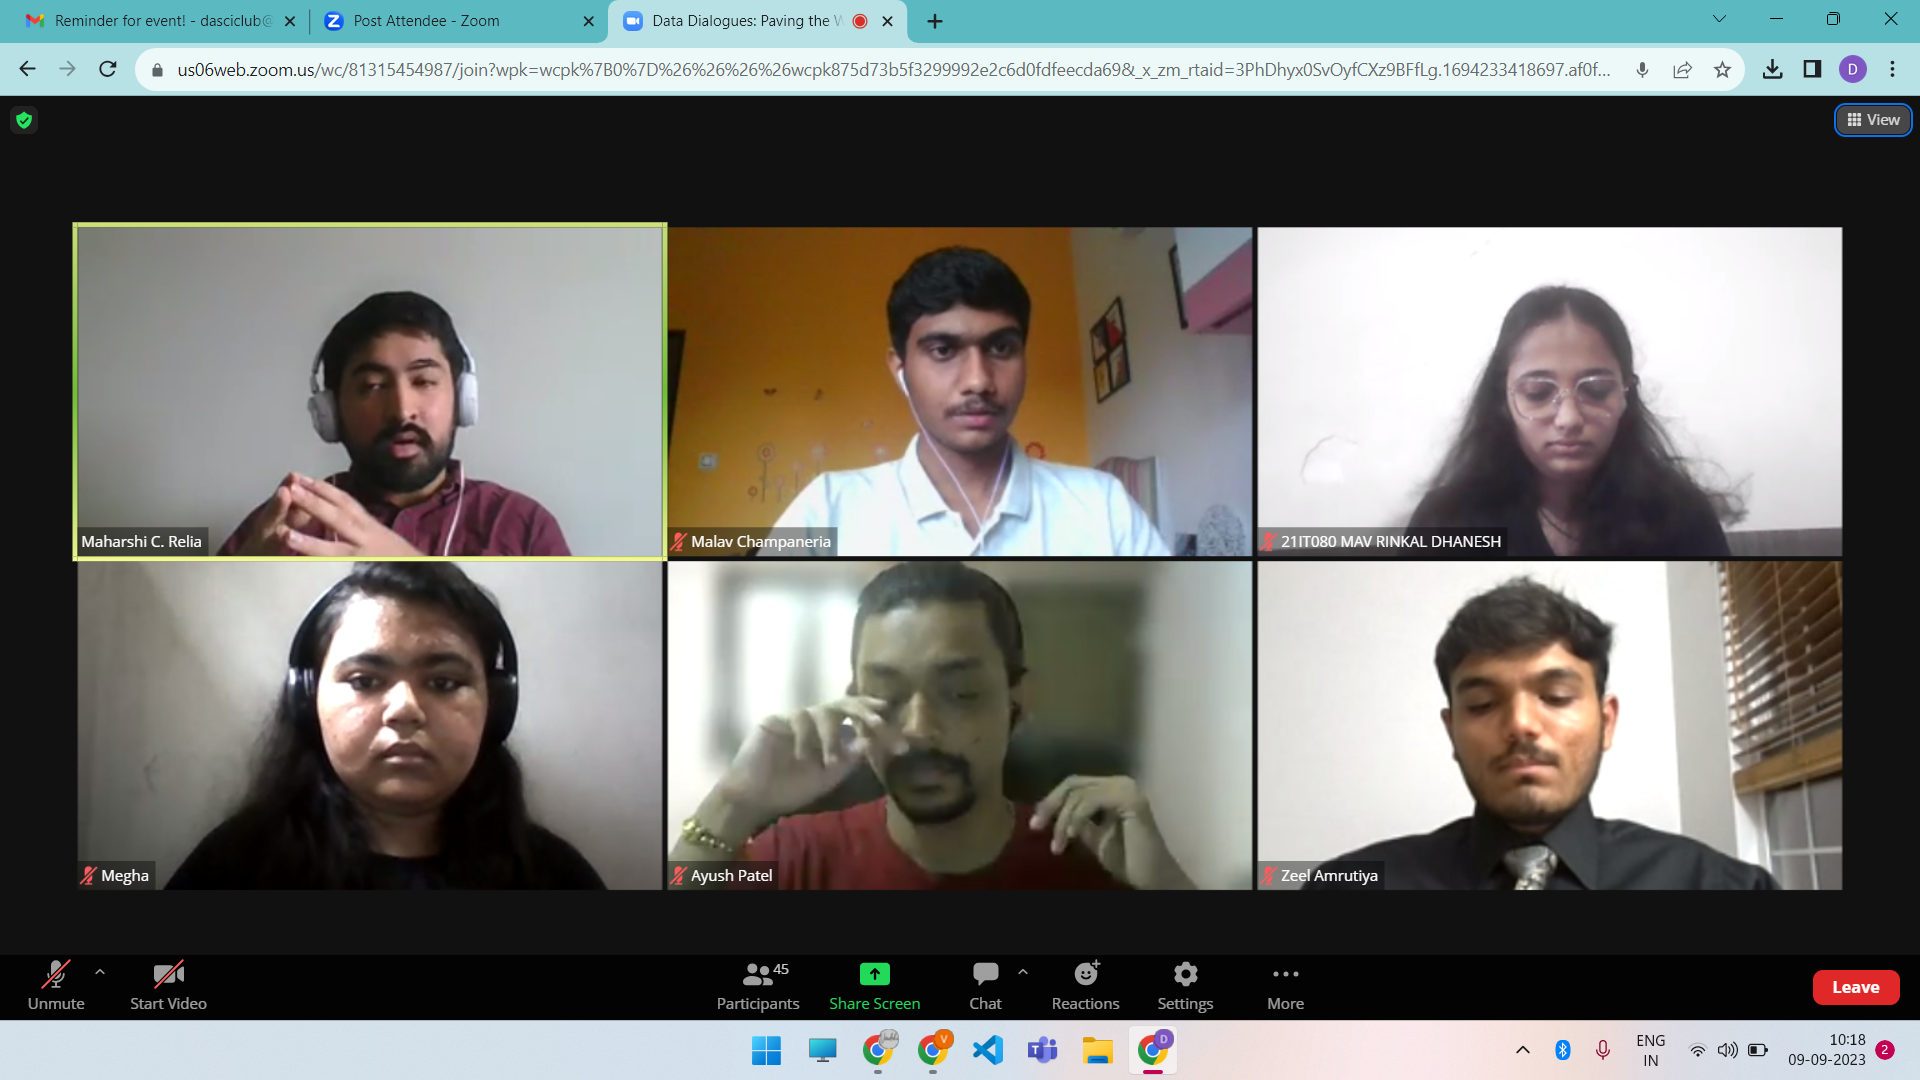 Reminder for event! - dasciclub@
Post Attendee - Zoom
Data Dialogues: Paving the W
us06web.zoom.us/wc/81315454987/join?wpk=wcpk%7B0%7D%26%26%26%26wcpk875d73b5f3299992e2c6d0fdfeecda69&_x_zm_rtaid=3PhDhyx0SvOyfCXz9BFfLg.1694233418697.af0f...
D
View
Maharshi C. Relia
Malav Champaneria
21IT080 MAV RINKAL DHANESH
Megha
Ayush Patel
Zeel Amrutiya
Unmute
Start Video
45
Participants
Share Screen
Chat
Reactions
Settings
More
Leave
V
D
ENG
IN
10:18
09-09-2023
2